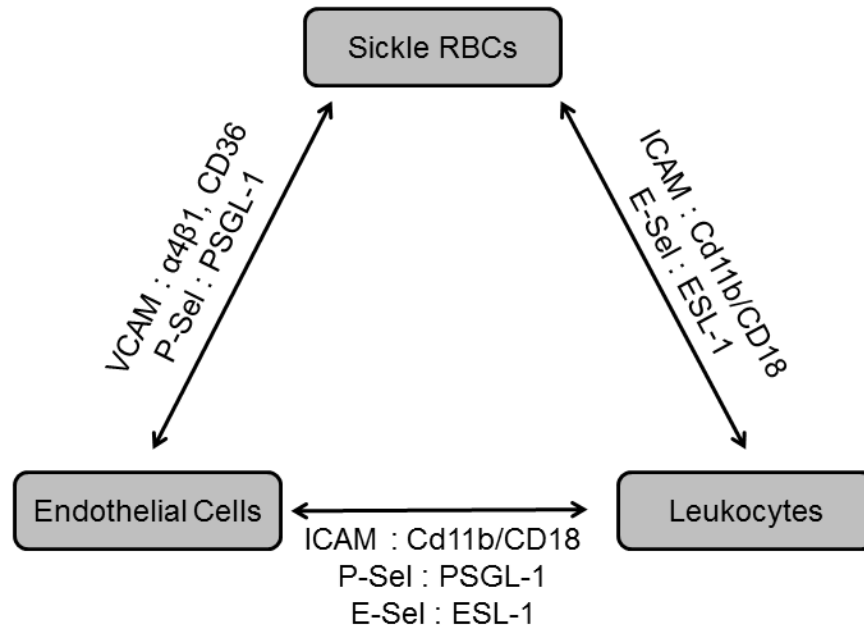 Sickle RBCs
VCAM : α4β1, CD36
P-Sel : PSGL-1
ICAM : Cd11b/CD18
E-Sel : ESL-1
Endothelial Cells
Leukocytes
ICAM : Cd11b/CD18
P-Sel : PSGL-1
E-Sel : ESL-1